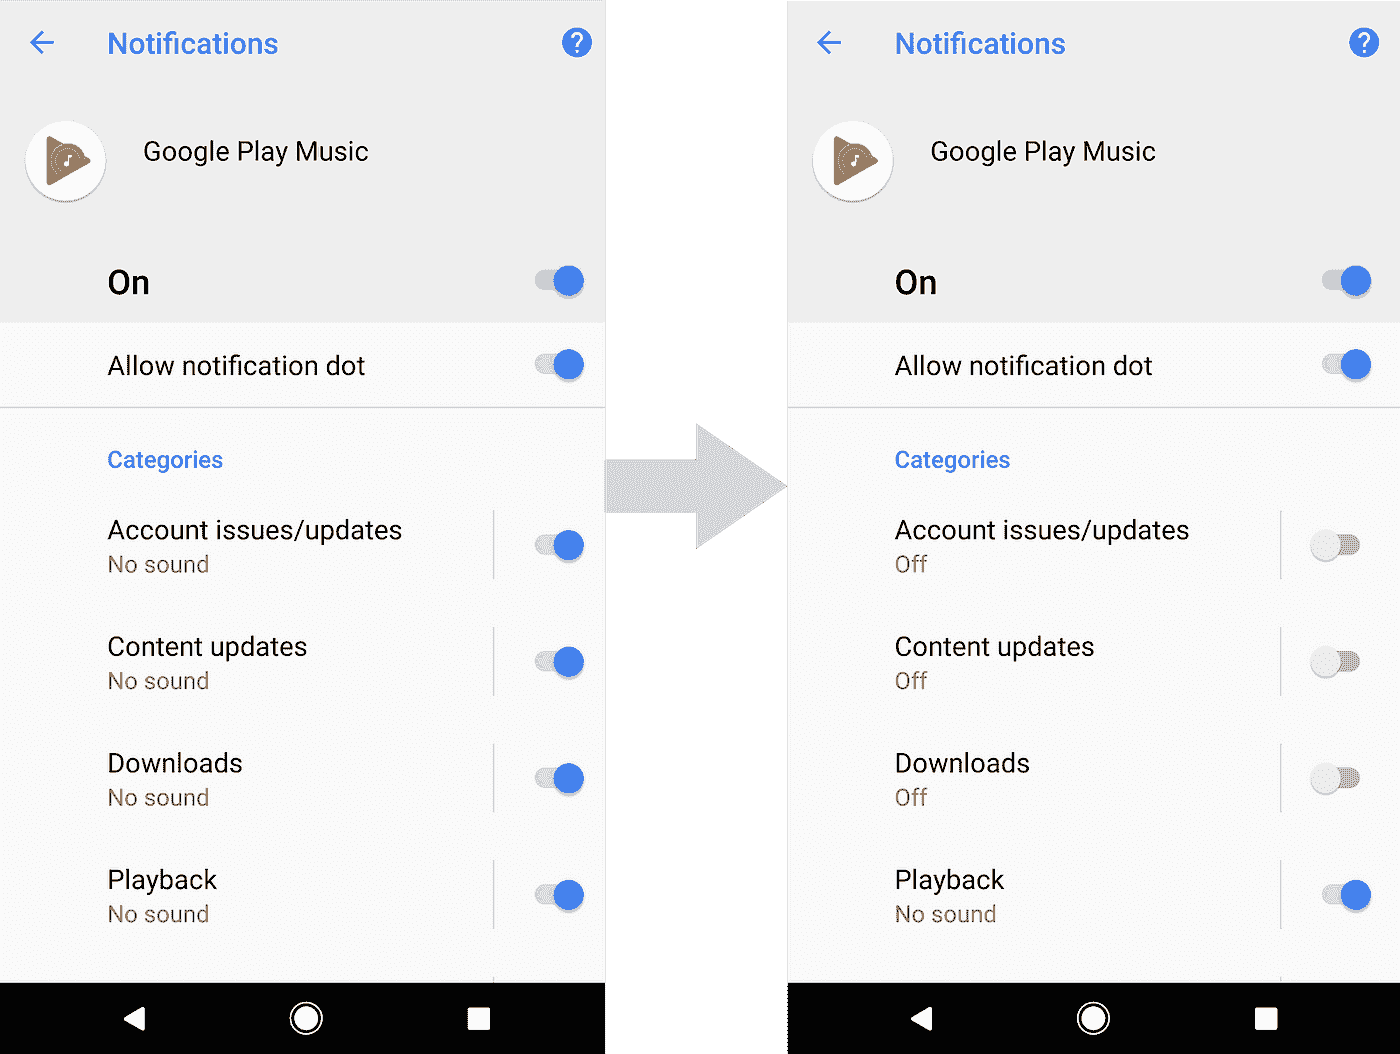 Notifications
?
Google Play Music
On
Allow notification dot
Categories
Account issues/updates
No sound
Content updates
No sound
Downloads
No sound
Playback
No sound
Notifications
?
Google Play Music
On
Allow notification dot
Categories
Account issues/updates
Off
Content updates
Off
Downloads
Off
Playback
No sound